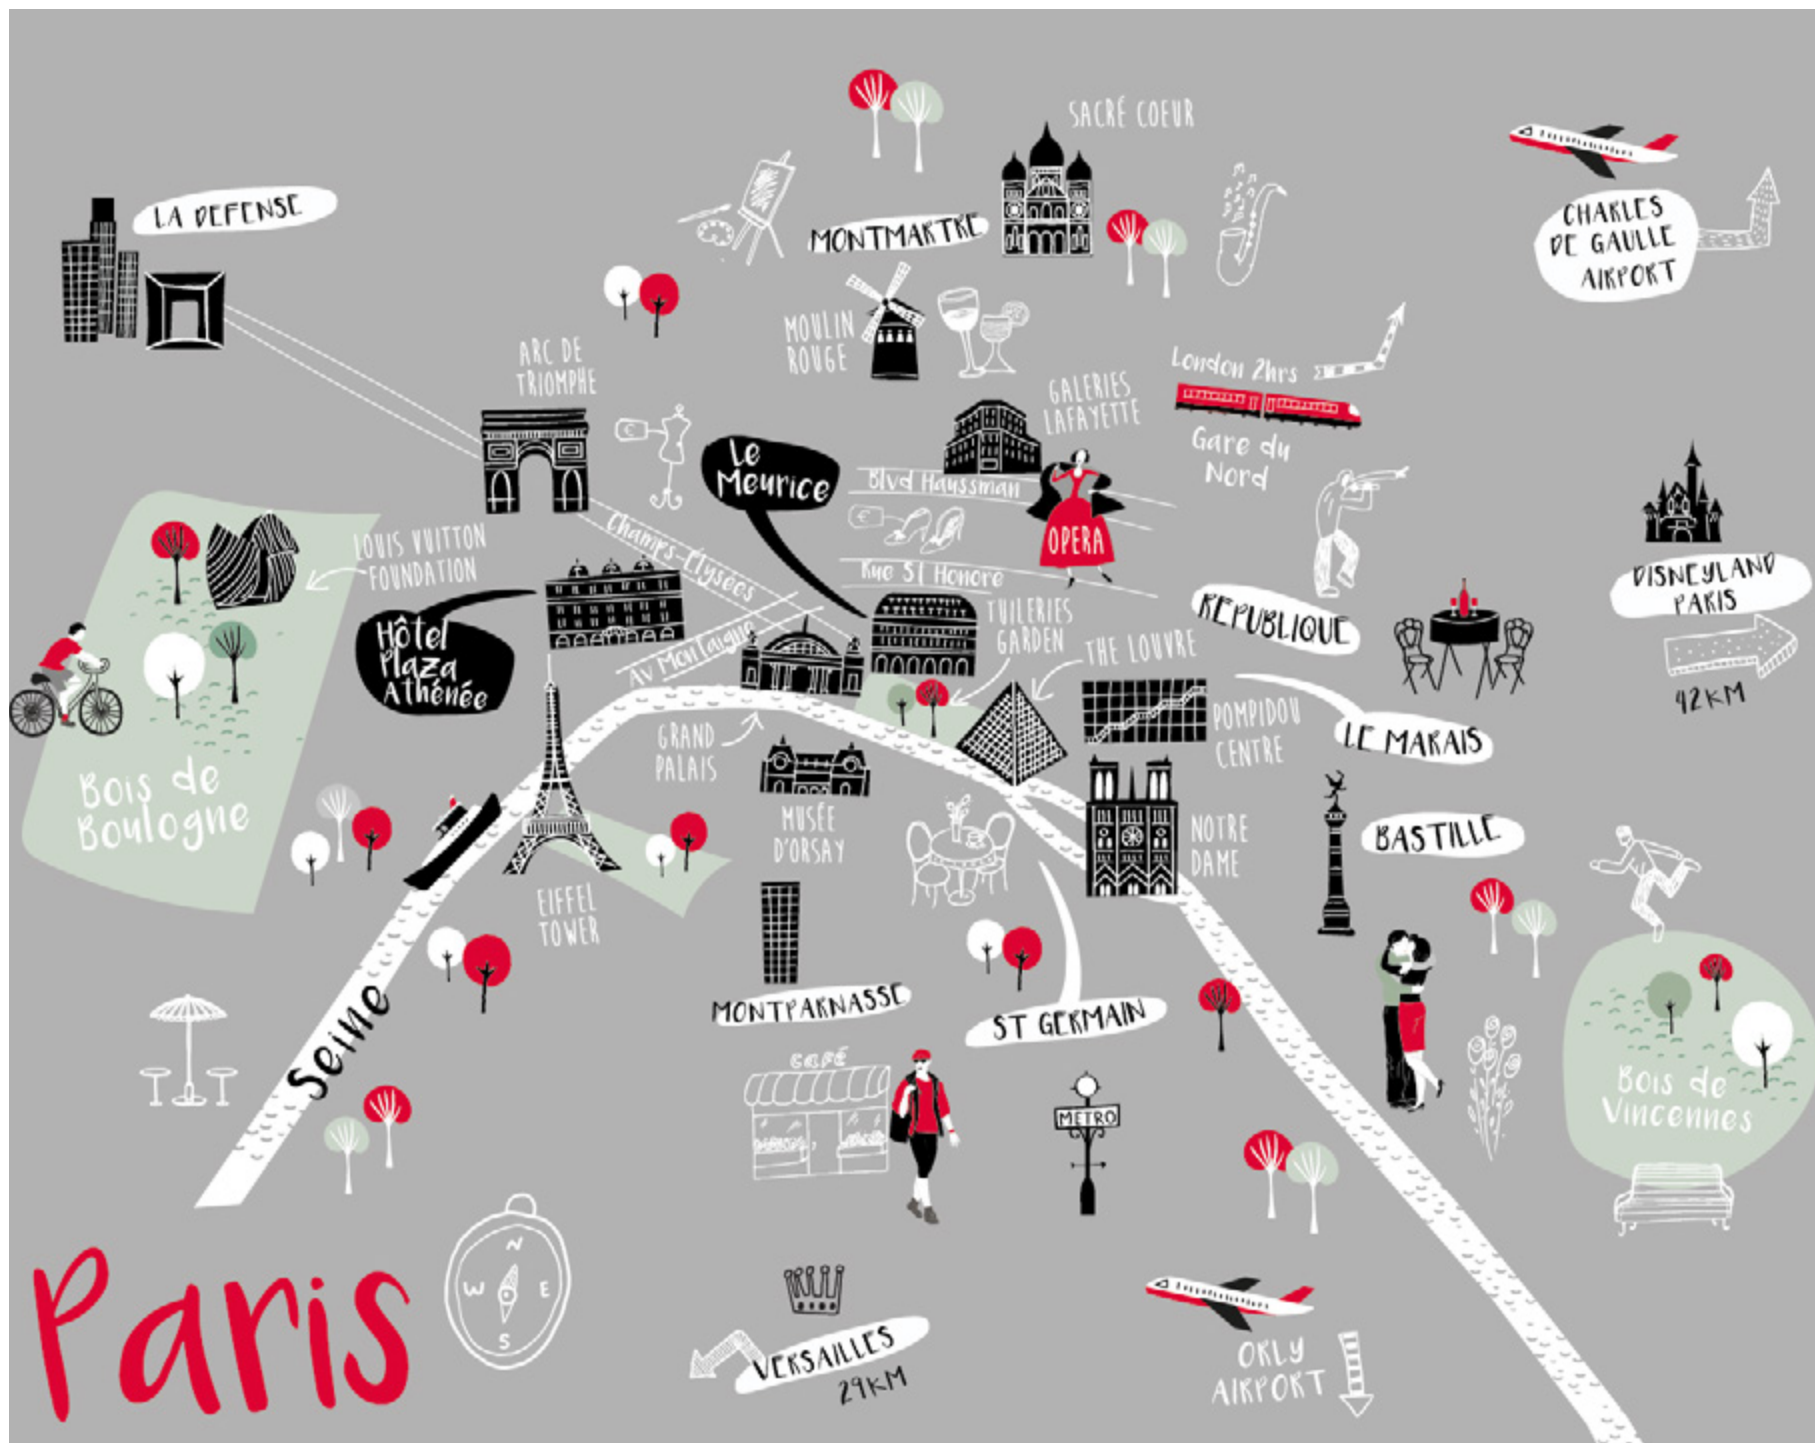 SACRÉ COEUR
LA DEFENSE
MONTMARTRE
CHARLES
DE GAULLE
AIRPORT
MOULIN
ROUGE
ARC DE
TRIOMPHE
London 2hrs
GALERIES
LAFAYETTE
Gare du
Nord
Le
Meurice
Blvd Haussman
Champs-Élysées
OPERA
LOUIS VUITTON
FOUNDATION
Rue St Honore
DISNEYLAND
PARIS
42KM
REPUBLIQUE
TUILERIES
GARDEN
THE LOUVRE
Hôtel
Plaza
Athénée
Av Montaigne
POMPIDOU
CENTRE
LE MARAIS
GRAND
PALAIS
Bois de
Boulogne
MUSÉE
D'ORSAY
NOTRE
DAME
BASTILLE
EIFFEL
TOWER
MONTPARNASSE
ST GERMAIN
Seine
CAFÉ
METRO
Bois de
Vincennes
Paris
N
W E
S
VERSAILLES
29KM
ORLY
AIRPORT
€
€